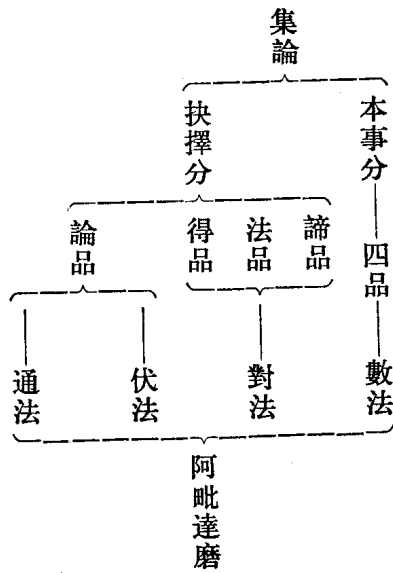 集論
本事分
四品
數法
抉擇分
諦品
法品
得品
對法
論品
伏法
通法
阿毗達磨